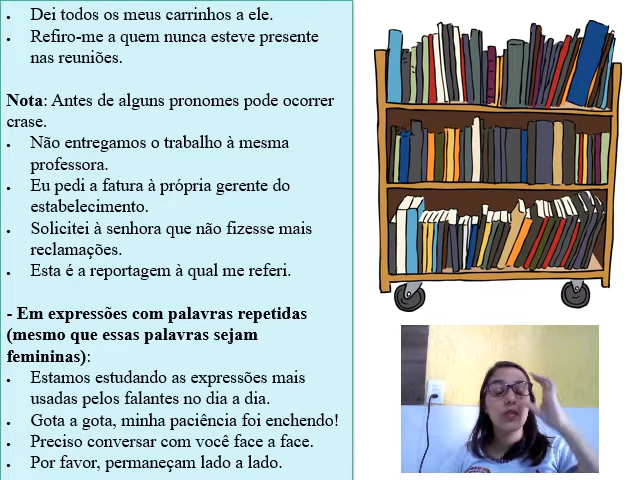 • Dei todos os meus carrinhos a ele.
• Refiro-me a quem nunca esteve presente
nas reuniões.
Nota: Antes de alguns pronomes pode ocorrer
crase.
• Não entregamos o trabalho à mesma
professora.
• Eu pedi a fatura à própria gerente do
estabelecimento.
• Solicitei à senhora que não fizesse mais
reclamações.
• Esta é a reportagem à qual me referi.
- Em expressões com palavras repetidas
(mesmo que essas palavras sejam
femininas):
• Estamos estudando as expressões mais
usadas pelos falantes no dia a dia.
• Gota a gota, minha paciência foi enchendo!
• Preciso conversar com você face a face.
• Por favor, permaneçam lado a lado.